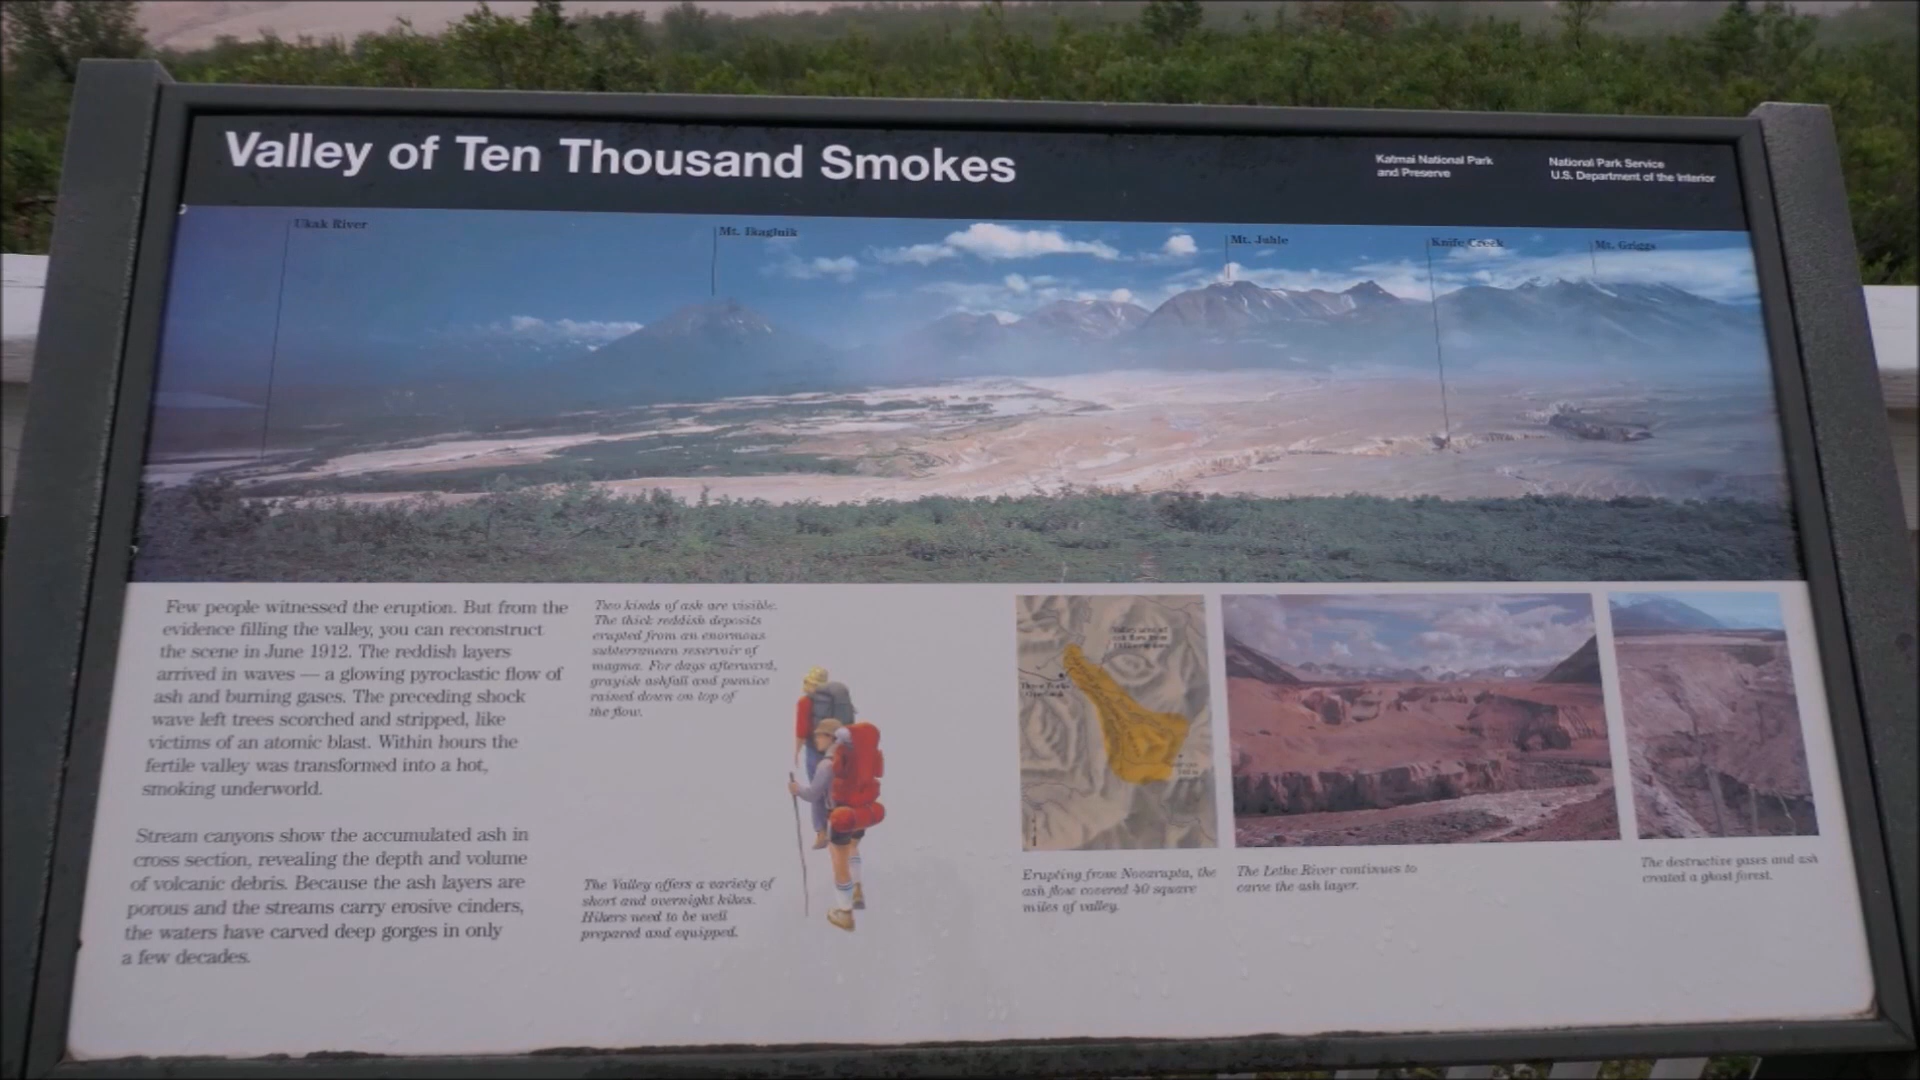 Valley of Ten Thousand Smokes
Katmai National Park
and Preserve
National Park Service
U.S. Department of the Interior
Ukak River
Mt. Ikagluik
Mt. Juhle
Knife Creek
Mt. Griggs
Few people witnessed the eruption. But from the
evidence filling the valley, you can reconstruct
the scene in June 1912. The reddish layers
arrived in waves — a glowing pyroclastic flow of
ash and burning gases. The preceding shock
wave left trees scorched and stripped, like
victims of an atomic blast. Within hours the
fertile valley was transformed into a hot,
smoking underworld.
Stream canyons show the accumulated ash in
cross section, revealing the depth and volume
of volcanic debris. Because the ash layers are
porous and the streams carry erosive cinders,
the waters have carved deep gorges in only
a few decades.
Two kinds of ash are visible.
The thick reddish deposits
erupted from an enormous
subterranean reservoir of
magma. For days afterward,
grayish ashfall and pumice
rained down on top of
the flow.
The Valley offers a variety of
short and overnight hikes.
Hikers need to be well
prepared and equipped.
Erupting from Novarupta, the
ash flow covered 40 square
miles of valley.
The Lethe River continues to
carve the ash layer.
The destructive gases and ash
created a ghost forest.